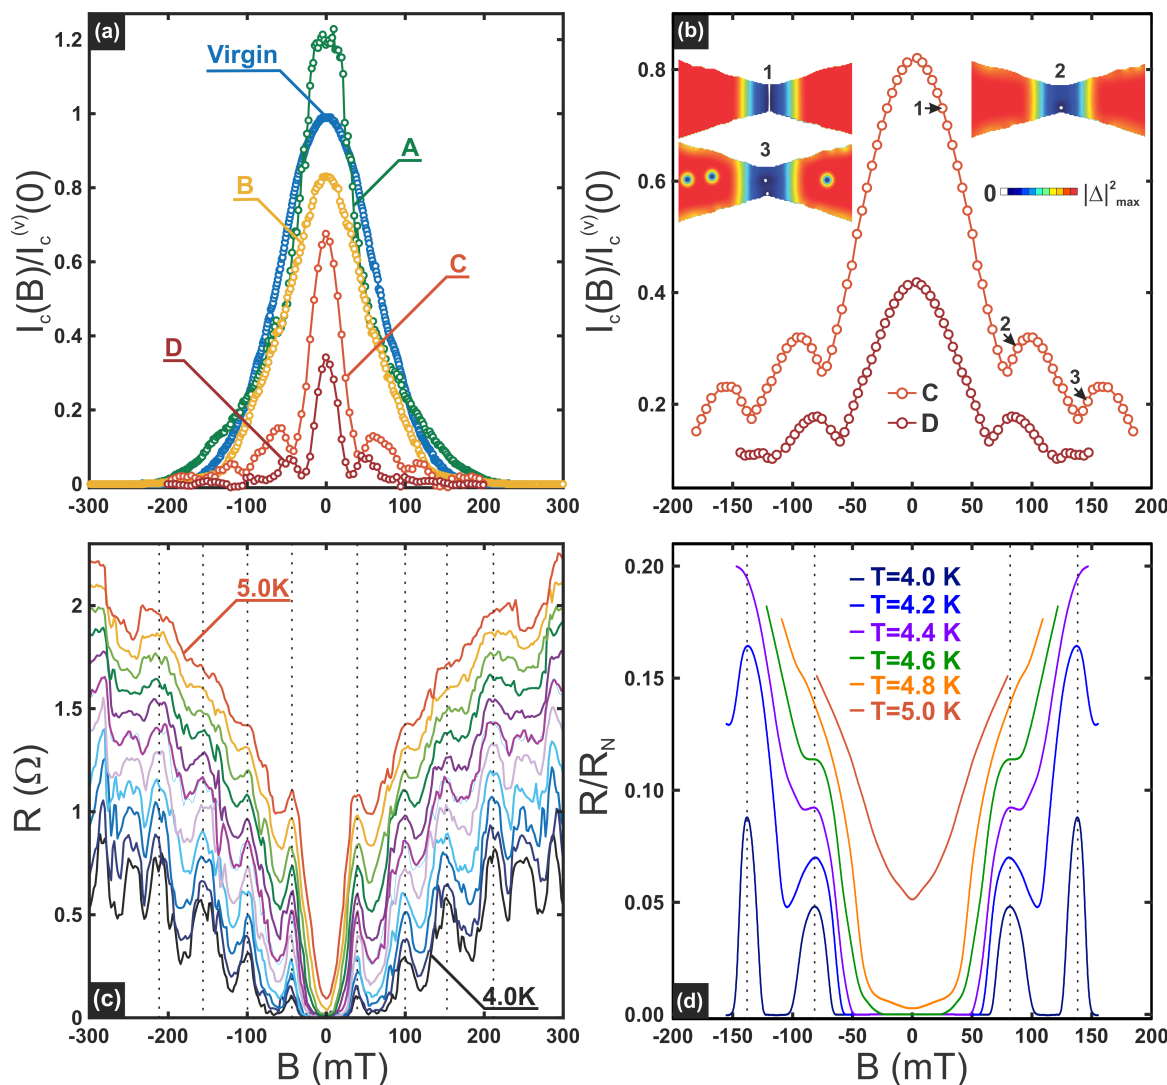 (a)
Virgin
A
B
C
D
I_c(B)/I_c^(v)(0)
1.2
1
0.8
0.6
0.4
0.2
0
-300 -200 -100 0 100 200 300
(b)
1
2
3
1
2
3
0 |Δ|²max
C
D
I_c(B)/I_c^(v)(0)
0.8
0.6
0.4
0.2
-200 -150 -100 -50 0 50 100 150 200
B (mT)
(c)
5.0K
4.0K
R (Ω)
2
1.5
1
0.5
0
-300 -200 -100 0 100 200 300
B (mT)
(d)
T=4.0 K
T=4.2 K
T=4.4 K
T=4.6 K
T=4.8 K
T=5.0 K
R/R_N
0.20
0.15
0.10
0.05
0.00
-200 -150 -100 -50 0 50 100 150 200
B (mT)